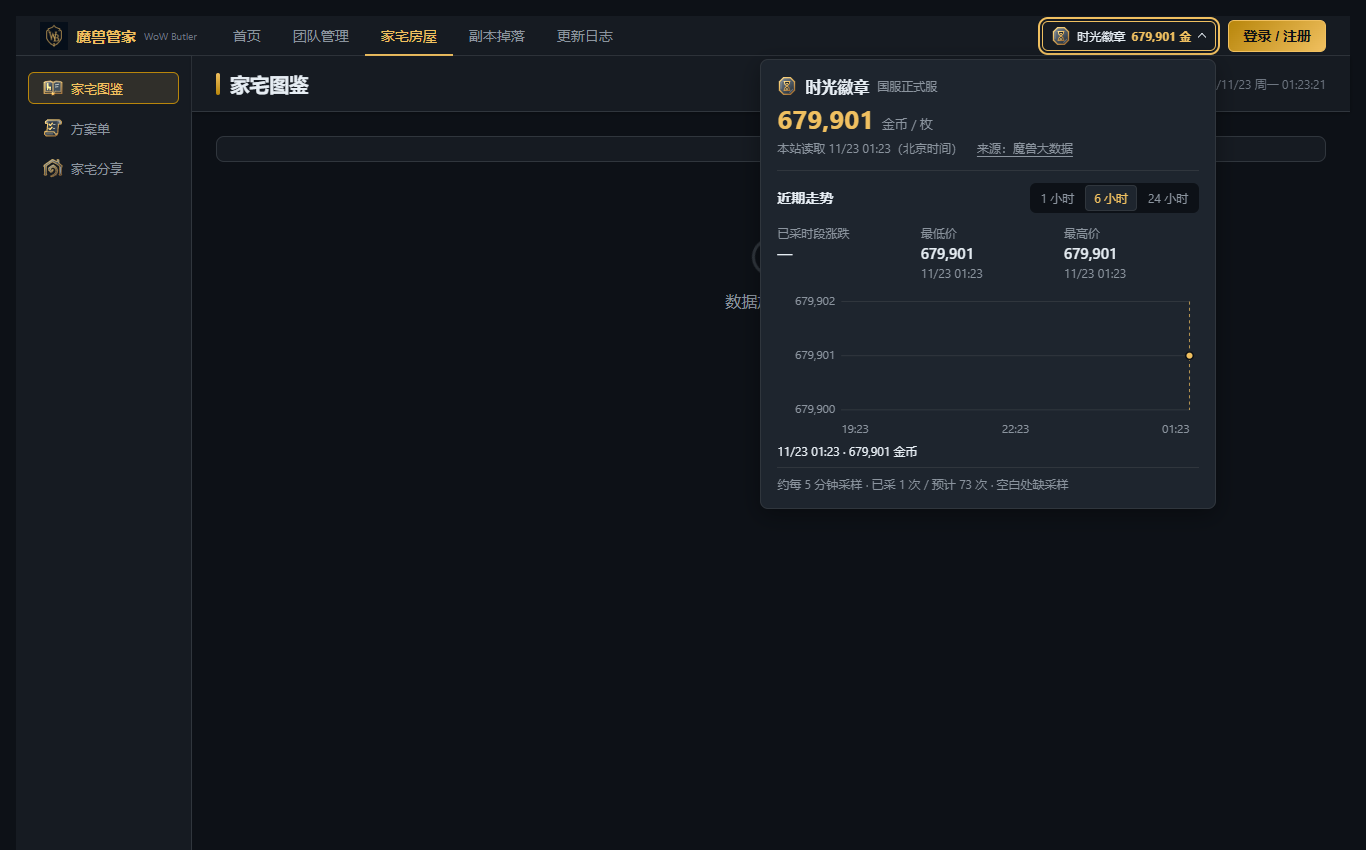 魔兽管家 WoW Butler 首页 团队管理 家宅房屋 副本掉落 更新日志 时光徽章 679,901 金 登录 / 注册
家宅图鉴
方案单
家宅分享
家宅图鉴
/11/23 周一 01:23:21
数据
时光徽章 国服正式服
679,901 金币 / 枚
本站读取 11/23 01:23（北京时间） 来源：魔兽大数据
近期走势 1 小时 6 小时 24 小时
已采时段涨跌 最低价 最高价
— 679,901 679,901
11/23 01:23 11/23 01:23
679,902
679,901
679,900
19:23 22:23 01:23
11/23 01:23 · 679,901 金币
约每 5 分钟采样 · 已采 1 次 / 预计 73 次 · 空白处缺采样